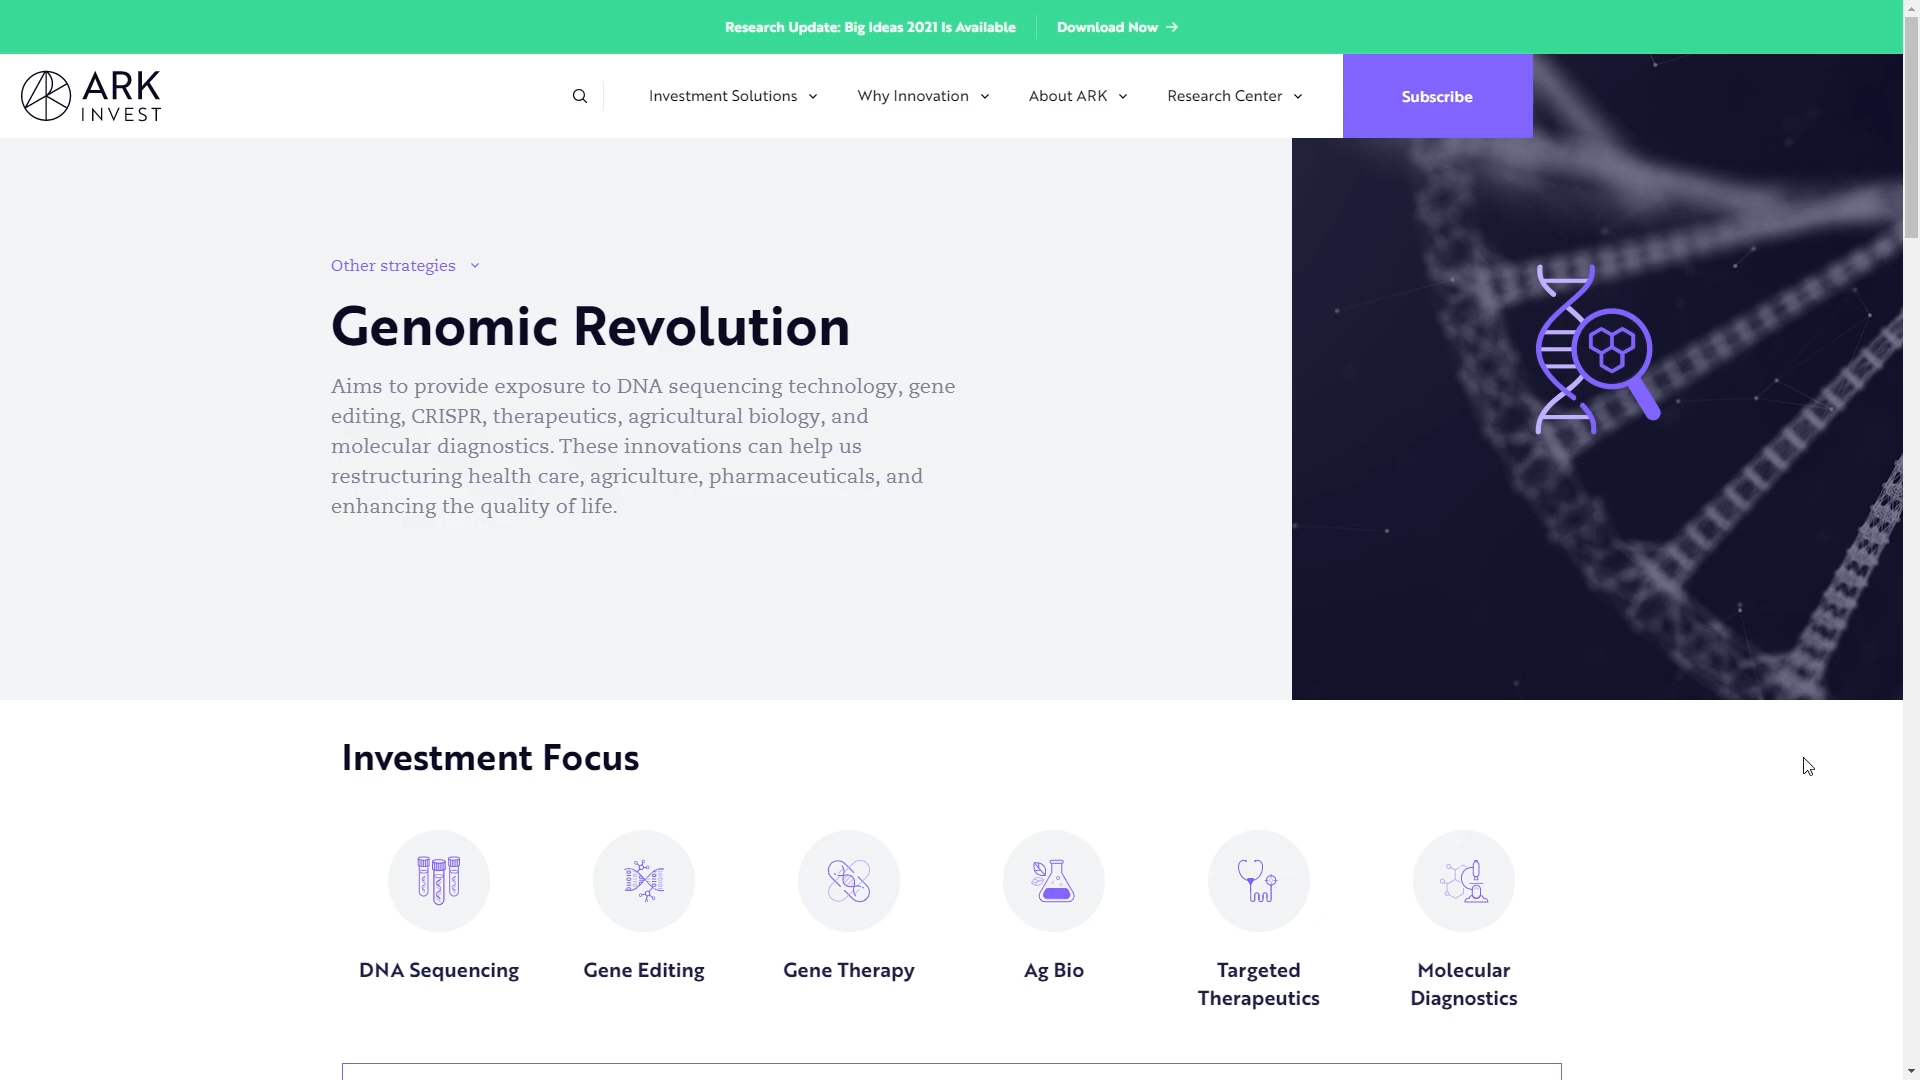 Research Update: Big Ideas 2021 Is Available
Download Now →
ARK
INVEST
Investment Solutions
Why Innovation
About ARK
Research Center
Subscribe
Other strategies
Genomic Revolution
Aims to provide exposure to DNA sequencing technology, gene
editing, CRISPR, therapeutics, agricultural biology, and
molecular diagnostics. These innovations can help us
restructuring health care, agriculture, pharmaceuticals, and
enhancing the quality of life.
Investment Focus
DNA Sequencing
Gene Editing
Gene Therapy
Ag Bio
Targeted
Therapeutics
Molecular
Diagnostics